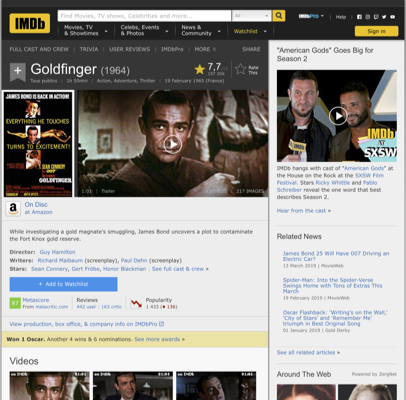 IMDb
Find Movies, TV shows, Celebrities and more...
All
IMDbPro
Help
Movies, TV & Showtimes
Celebs, Events & Photos
News & Community
Watchlist
Sign in
FULL CAST AND CREW | TRIVIA | USER REVIEWS | IMDbPro | MORE
SHARE
Goldfinger (1964)
7,7
Rate This
Tous publics | 1h 50min | Action, Adventure, Thriller | 19 February 1965 (France)
JAMES BOND IS BACK IN ACTION!
EVERYTHING HE TOUCHES
TURNS TO EXCITEMENT!
SEAN CONNERY
GOLDFINGER
Trailer
317 IMAGES
On Disc
at Amazon
While investigating a gold magnate's smuggling, James Bond uncovers a plot to contaminate
the Fort Knox gold reserve.
Director: Guy Hamilton
Writers: Richard Maibaum (screenplay), Paul Dehn (screenplay)
Stars: Sean Connery, Gert Fröbe, Honor Blackman | See full cast & crew »
+ Add to Watchlist
87
Metascore
From metacritic.com
Reviews
442 user | 163 critic
Popularity
1 433 (136)
View production, box office, & company info on IMDbPro
Won 1 Oscar. Another 4 wins & 6 nominations. See more awards »
Videos
"American Gods" Goes Big for
Season 2
IMDb
at
SXSW
IMDb hangs with cast of "American Gods" at
the House on the Rock at the SXSW Film
Festival. Stars Ricky Whittle and Pablo
Schreiber reveal the one word that best
describes Season 2.
Hear from the cast »
Related News
James Bond 25 Will Have 007 Driving an
Electric Car?
13 March 2019 | MovieWeb
Spider-Man: Into the Spider-Verse
Swings Home with Tons of Extras This
March
19 February 2019 | MovieWeb
Oscar Flashback: 'Writing's on the Wall,'
'City of Stars' and 'Remember Me'
triumph in Best Original Song
01 January 2019 | Gold Derby
See all related articles »
Around The Web
Powered by ZergNet